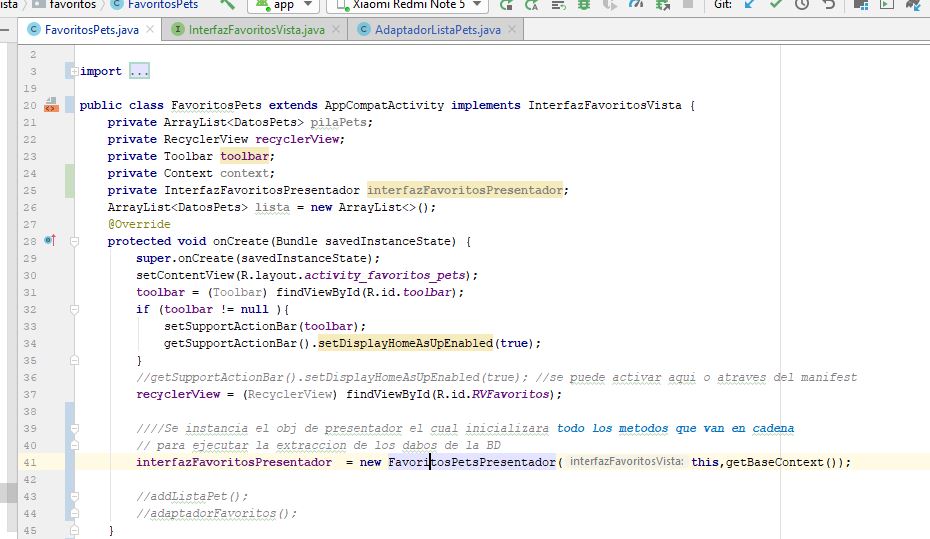 ista
favoritos
FavoritosPets
app
Xiaomi Redmi Note 5
Git:
FavoritosPets.java
InterfazFavoritosVista.java
AdaptadorListaPets.java
2
3 import ...
19
20 public class FavoritosPets extends AppCompatActivity implements InterfazFavoritosVista {
21 private ArrayList<DatosPets> pilaPets;
22 private RecyclerView recyclerView;
23 private Toolbar toolbar;
24 private Context context;
25 private InterfazFavoritosPresentador interfazFavoritosPresentador;
26 ArrayList<DatosPets> lista = new ArrayList<>();
27 @Override
28 protected void onCreate(Bundle savedInstanceState) {
29 super.onCreate(savedInstanceState);
30 setContentView(R.layout.activity_favoritos_pets);
31 toolbar = (Toolbar) findViewById(R.id.toolbar);
32 if (toolbar != null ){
33 setSupportActionBar(toolbar);
34 getSupportActionBar().setDisplayHomeAsUpEnabled(true);
35 }
36 //getSupportActionBar().setDisplayHomeAsUpEnabled(true); //se puede activar aqui o atraves del manifest
37 recyclerView = (RecyclerView) findViewById(R.id.RVFavoritos);
38
39 ////Se instancia el obj de presentador el cual inicializara todo los metodos que van en cadena
40 // para ejecutar la extraccion de los dabos de la BD
41 interfazFavoritosPresentador = new FavoritosPetsPresentador( interfazFavoritosVista: this,getBaseContext());
42
43 //addListaPet();
44 //adaptadorFavoritos();
45 }